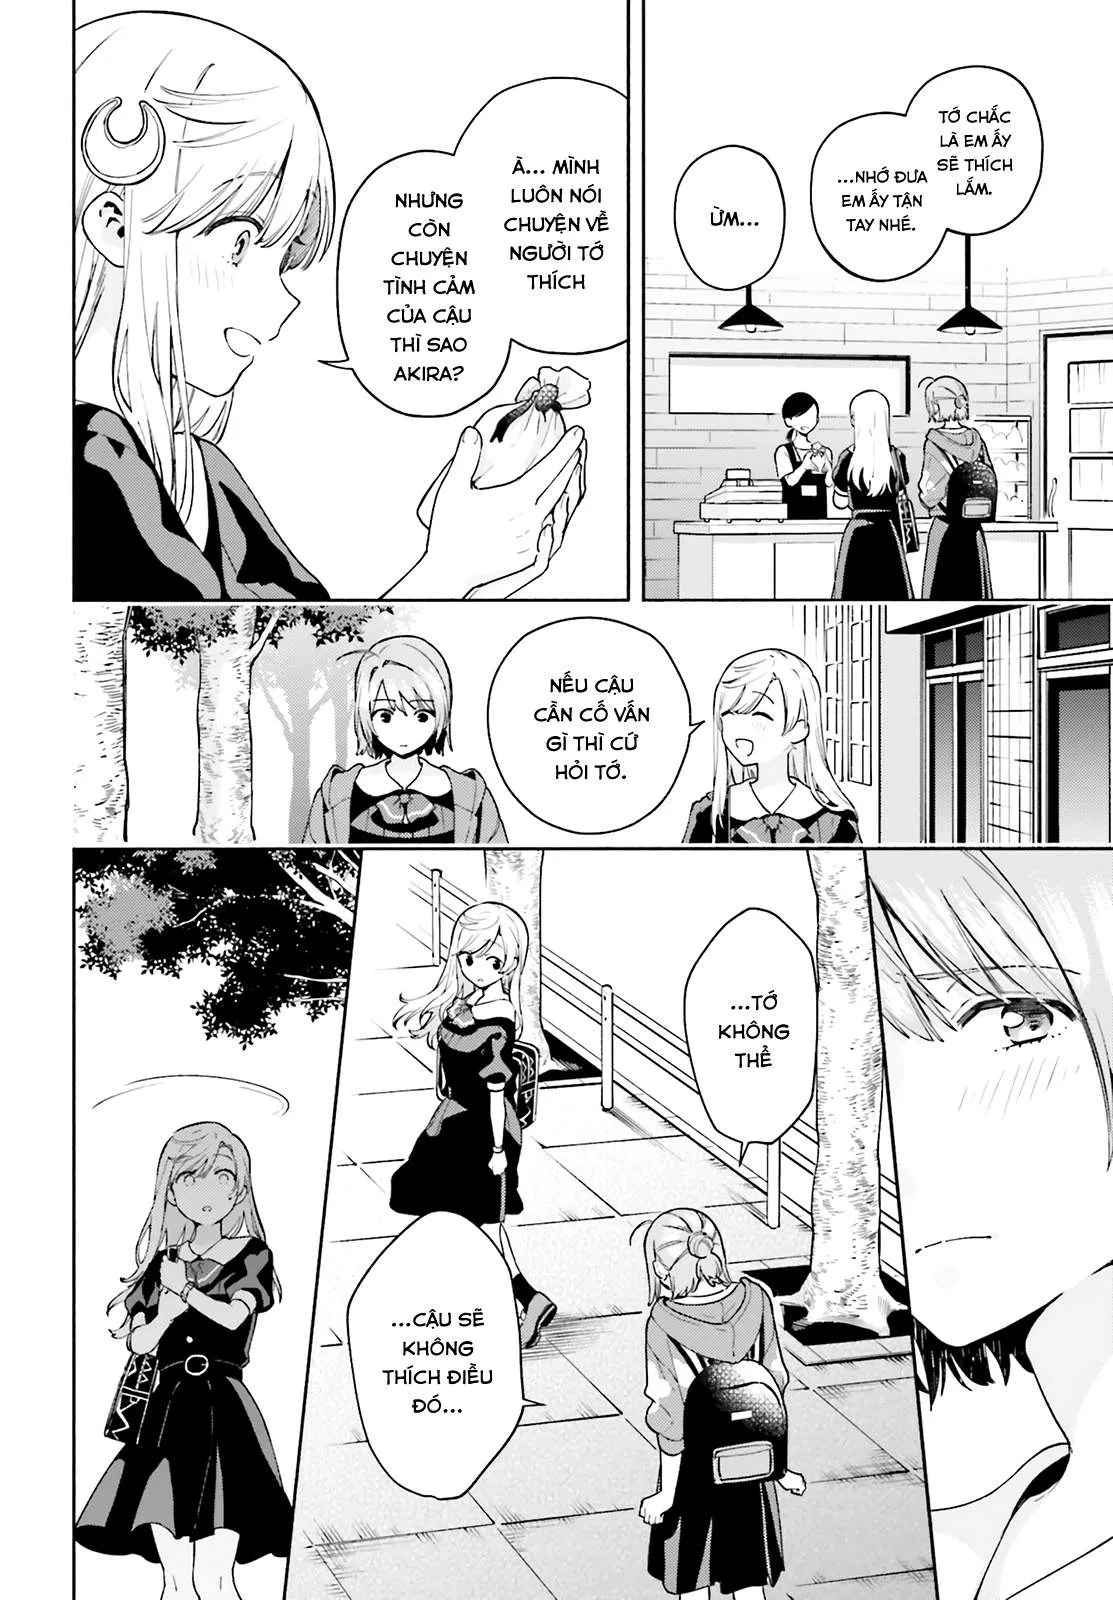 TỚ CHẮC
LÀ EM ẤY
SẼ THÍCH
LẮM.
...NHỚ ĐƯA
EM ẤY TẬN
TAY NHÉ.
ỪM...
À... MÌNH
LUÔN NÓI
CHUYỆN VỀ
NGƯỜI TỚ
THÍCH
NHƯNG
CÒN
CHUYỆN
TÌNH CẢM
CỦA CẬU
THÌ SAO
AKIRA?
NẾU CẬU
CẦN CỐ VẤN
GÌ THÌ CỨ
HỎI TỚ.
...TỚ
KHÔNG
THỂ
...CẬU SẼ
KHÔNG
THÍCH ĐIỀU
ĐÓ...